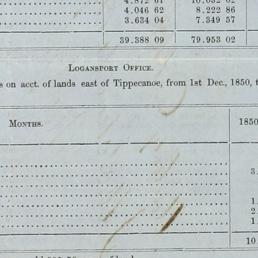 4.046 62 8.222 86
3.634 04 7.349 57
39.388 09 79.953 02
Logansport Office.
s on acct. of lands east of Tippecanoe, from 1st Dec., 1850, t
Months. 1850
3.
1.
2
1.
10